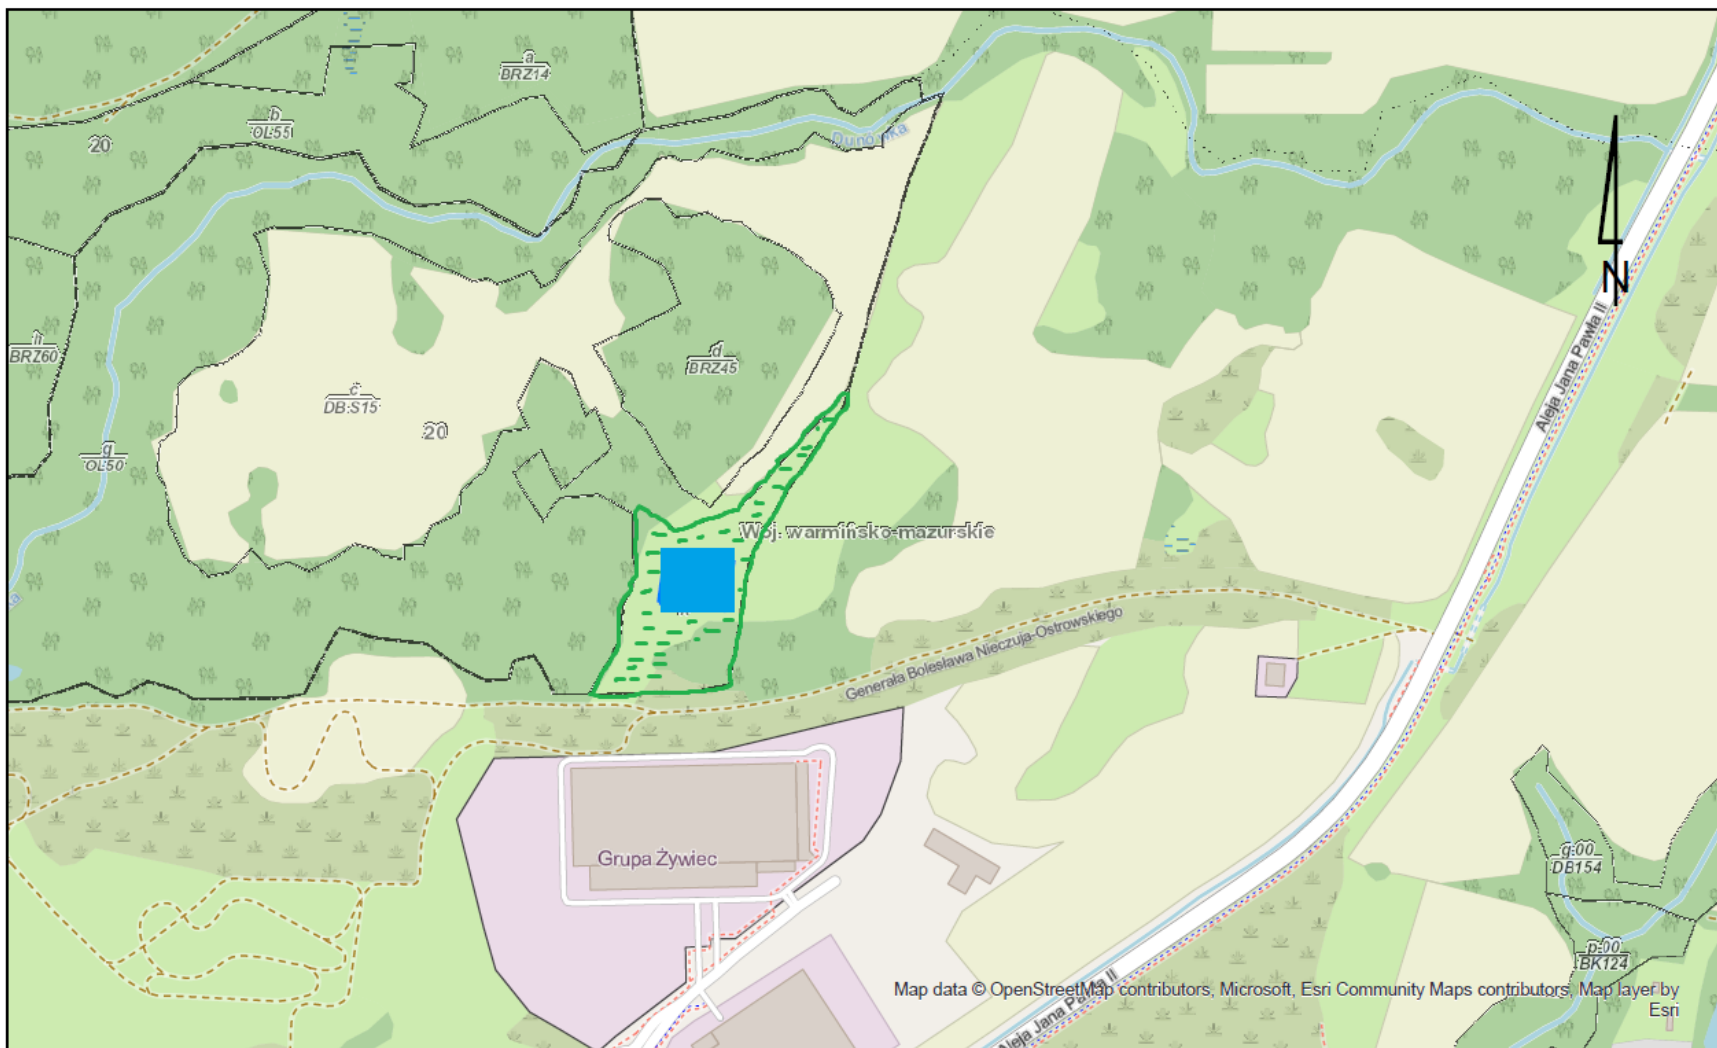 a
BRZ14
b
OL55
20
Dunówka
N
h
BRZ60
d
BRZ45
c
DB.S15
20
g
OL50
Aleja Jana Pawła II
Woj. warmińsko-mazurskie
Generała Bolesława Nieczuja-Ostrowskiego
Grupa Żywiec
g-00
DB154
p-00
BK124
Aleja Jana Pawła II
Map data © OpenStreetMap contributors, Microsoft, Esri Community Maps contributors, Map layer by
Esri